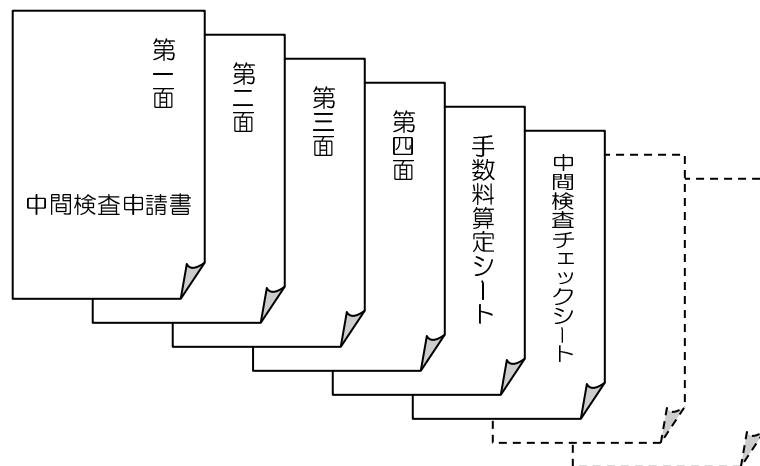 第一面
中間検査申請書
第二面
第三面
第四面
手数料算定シート
中間検査チェックシート